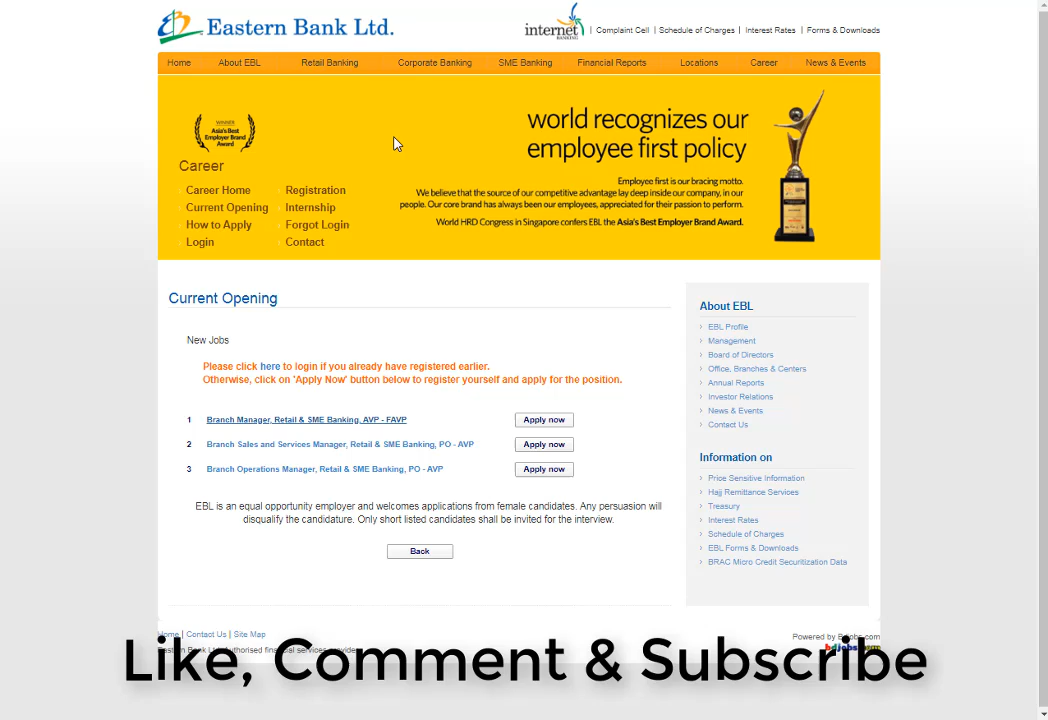 Eastern Bank Ltd.
internet
BANKING
| Complaint Cell | Schedule of Charges | Interest Rates | Forms & Downloads
Home About EBL Retail Banking Corporate Banking SME Banking Financial Reports Locations Career News & Events
WINNER
Asia's Best
Employer Brand
Award
world recognizes our
employee first policy
Career
Career Home
Current Opening
How to Apply
Login
Registration
Internship
Forgot Login
Contact
Employee first is our bracing motto.
We believe that the source of our competitive advantage lay deep inside our company, in our
people. Our core brand has always been our employees, appreciated for their passion to perform.
World HRD Congress in Singapore confers EBL the Asia's Best Employer Brand Award.
Current Opening
New Jobs
Please click here to login if you already have registered earlier.
Otherwise, click on 'Apply Now' button below to register yourself and apply for the position.
1 Branch Manager, Retail & SME Banking, AVP - FAVP Apply now
2 Branch Sales and Services Manager, Retail & SME Banking, PO - AVP Apply now
3 Branch Operations Manager, Retail & SME Banking, PO - AVP Apply now
EBL is an equal opportunity employer and welcomes applications from female candidates. Any persuasion will
disqualify the candidature. Only short listed candidates shall be invited for the interview.
Back
About EBL
EBL Profile
Management
Board of Directors
Office, Branches & Centers
Annual Reports
Investor Relations
News & Events
Contact Us
Information on
Price Sensitive Information
Hajj Remittance Services
Treasury
Interest Rates
Schedule of Charges
EBL Forms & Downloads
BRAC Micro Credit Securitization Data
Home | Contact Us | Site Map
Powered by Bdjobs.com
Eastern Bank Ltd. Authorised financial services provider
bdjobs
Like, Comment & Subscribe